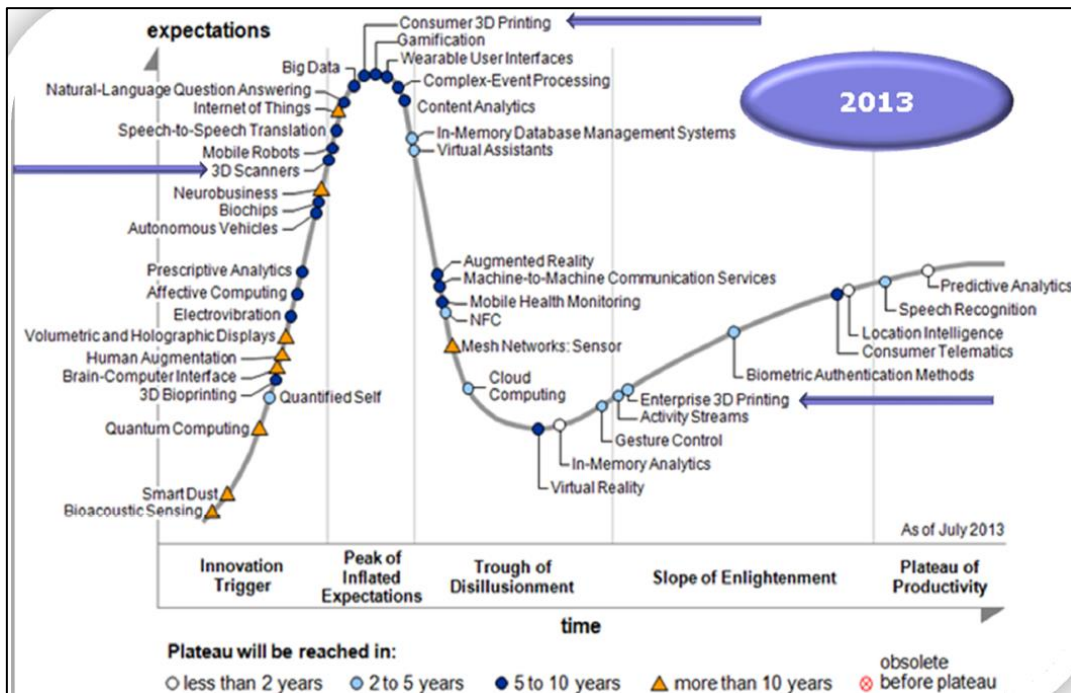 expectations
2013
Consumer 3D Printing
Gamification
Wearable User Interfaces
Big Data
Complex-Event Processing
Natural-Language Question Answering
Internet of Things
Content Analytics
Speech-to-Speech Translation
In-Memory Database Management Systems
Virtual Assistants
Mobile Robots
3D Scanners
Neurobusiness
Biochips
Autonomous Vehicles
Prescriptive Analytics
Affective Computing
Electrovibration
Volumetric and Holographic Displays
Human Augmentation
Brain-Computer Interface
3D Bioprinting
Quantified Self
Quantum Computing
Smart Dust
Bioacoustic Sensing
Augmented Reality
Machine-to-Machine Communication Services
Mobile Health Monitoring
NFC
Mesh Networks: Sensor
Cloud
Computing
Virtual Reality
In-Memory Analytics
Gesture Control
Activity Streams
Enterprise 3D Printing
Biometric Authentication Methods
Consumer Telematics
Location Intelligence
Speech Recognition
Predictive Analytics
As of July 2013
Innovation
Trigger
Peak of
Inflated
Expectations
Trough of
Disillusionment
Slope of Enlightenment
Plateau of
Productivity
time
Plateau will be reached in:
less than 2 years
2 to 5 years
5 to 10 years
more than 10 years
obsolete
before plateau